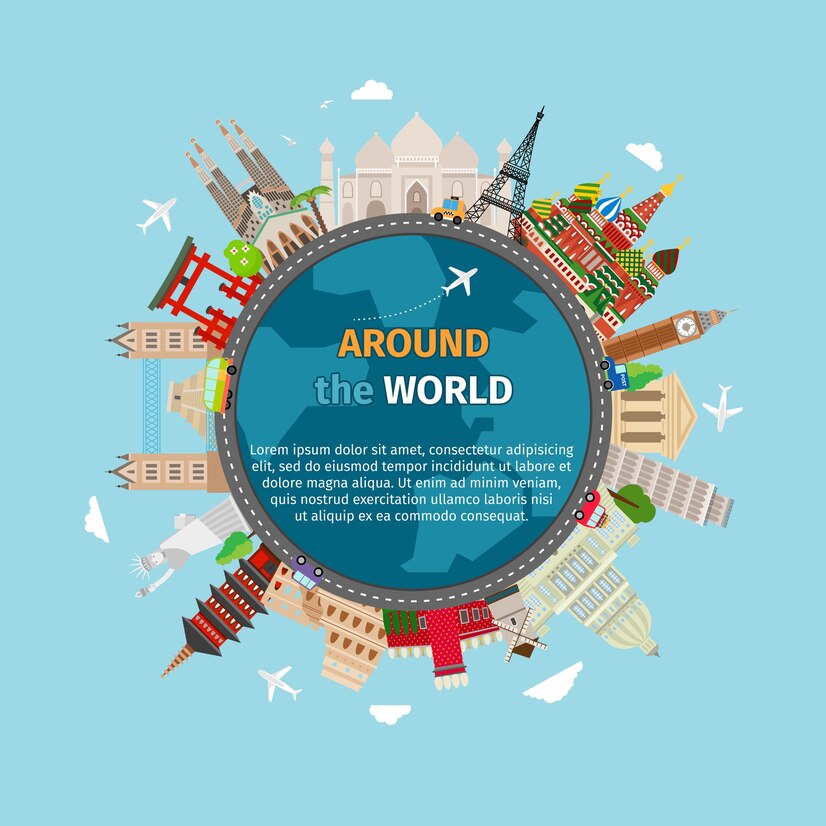 AROUND
the WORLD
Lorem ipsum dolor sit amet, consectetur adipisicing
elit, sed do eiusmod tempor incididunt ut labore et
dolore magna aliqua. Ut enim ad minim veniam,
quis nostrud exercitation ullamco laboris nisi
ut aliquip ex ea commodo consequat.
POST